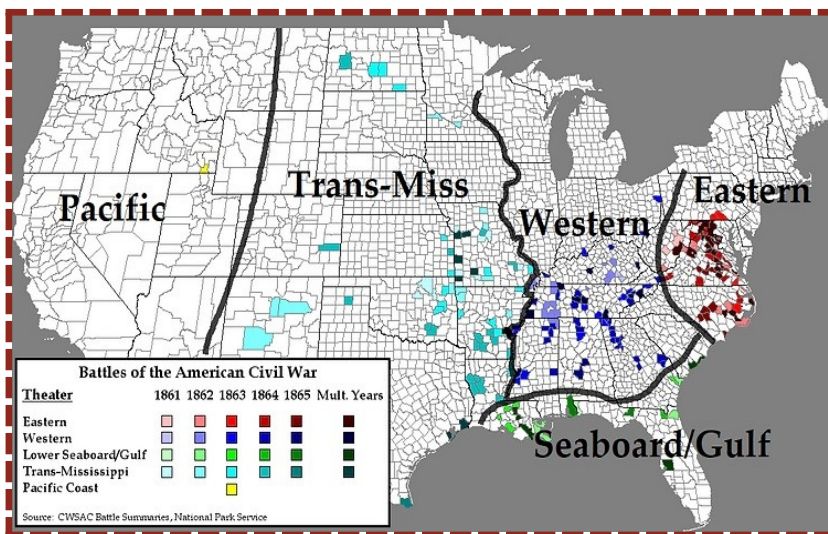 Pacific
Trans-Miss
Western
Eastern
Seaboard/Gulf
Battles of the American Civil War
Theater 1861 1862 1863 1864 1865 Mult. Years
Eastern
Western
Lower Seaboard/Gulf
Trans-Mississippi
Pacific Coast
Source: CWSAC Battle Summaries, National Park Service